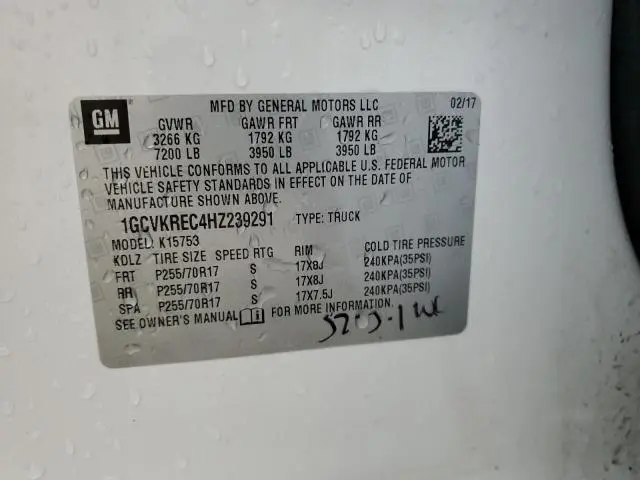 GM
MFD BY GENERAL MOTORS LLC 02/17
GVWR GAWR FRT GAWR RR
3266 KG 1792 KG 1792 KG
7200 LB 3950 LB 3950 LB
THIS VEHICLE CONFORMS TO ALL APPLICABLE U.S. FEDERAL MOTOR
VEHICLE SAFETY STANDARDS IN EFFECT ON THE DATE OF
MANUFACTURE SHOWN ABOVE.
1GCVKREC4HZ239291 TYPE: TRUCK
MODEL: K15753
KDLZ TIRE SIZE SPEED RTG RIM COLD TIRE PRESSURE
FRT P255/70R17 S 17X8J 240KPA(35PSI)
RR P255/70R17 S 17X8J 240KPA(35PSI)
SPA P255/70R17 S 17X7.5J 240KPA(35PSI)
SEE OWNER'S MANUAL FOR MORE INFORMATION.